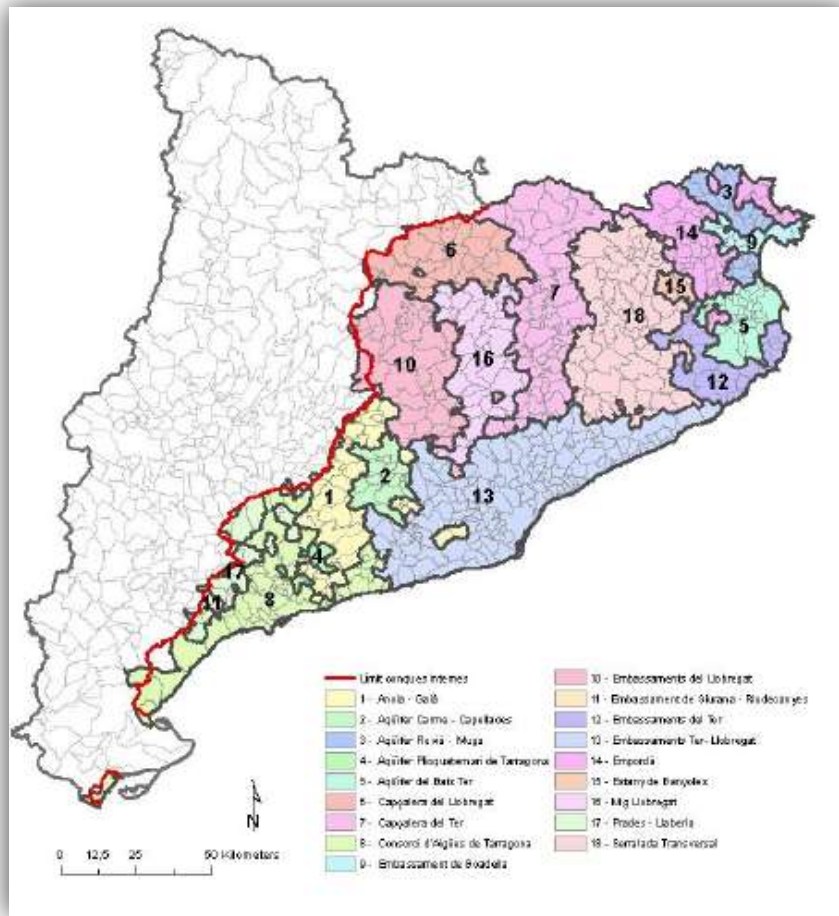 3
14
9
6
7
15
18
5
10
16
12
2
13
1
4
17
11
8
Límit conques internes
1 - Anoia - Gaià
2 - Aqüífer Carme - Capellades
3 - Aqüífer Fluvià - Muga
4 - Aqüífer Plioquaternari de Tarragona
5 - Aqüífer del Baix Ter
6 - Capçalera del Llobregat
7 - Capçalera del Ter
8 - Consorci d'Aigües de Tarragona
9 - Embassament de Boadella
10 - Embassaments del Llobregat
11 - Embassament de Siurana - Riudecanyes
12 - Embassaments del Ter
13 - Embassaments Ter- Llobregat
14 - Empordà
15 - Estany de Banyoles
16 - Mig Llobregat
17 - Prades - Llaberia
18 - Serralada Transversal
N
0 12,5 25 50 Kilometers